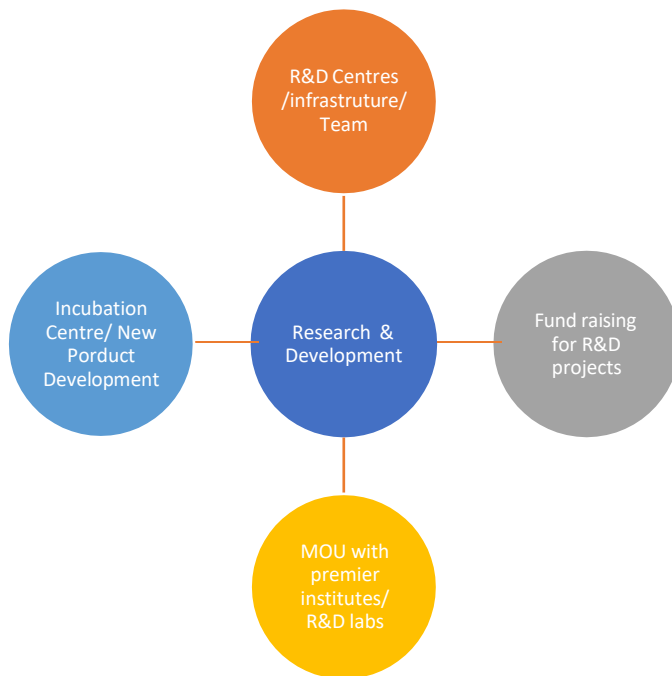 R&D Centres
/infrastruture/
Team
Incubation
Centre/ New
Porduct
Development
Research &
Development
Fund raising
for R&D
projects
MOU with
premier
institutes/
R&D labs